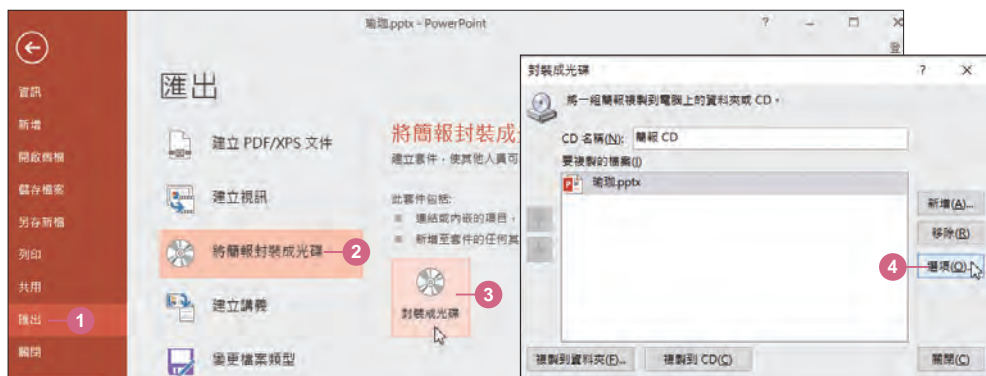 瑜珈.pptx - PowerPoint
?
資訊
新增
開啟舊檔
儲存檔案
另存新檔
列印
共用
匯出
1
關閉
匯出
建立 PDF/XPS 文件
建立視訊
將簡報封裝成光碟
2
建立講義
變更檔案類型
將簡報封裝成
建立套件，使其他人員可
此套件包括:
連結或內嵌的項目，
新增至套件的任何其
封裝成光碟
3
封裝成光碟
?
將一組簡報複製到電腦上的資料夾或 CD。
CD 名稱(N): 簡報 CD
要複製的檔案(I)
瑜珈.pptx
新增(A)...
移除(R)
4
選項(O)...
複製到資料夾(F)...
複製到 CD(C)
關閉(C)